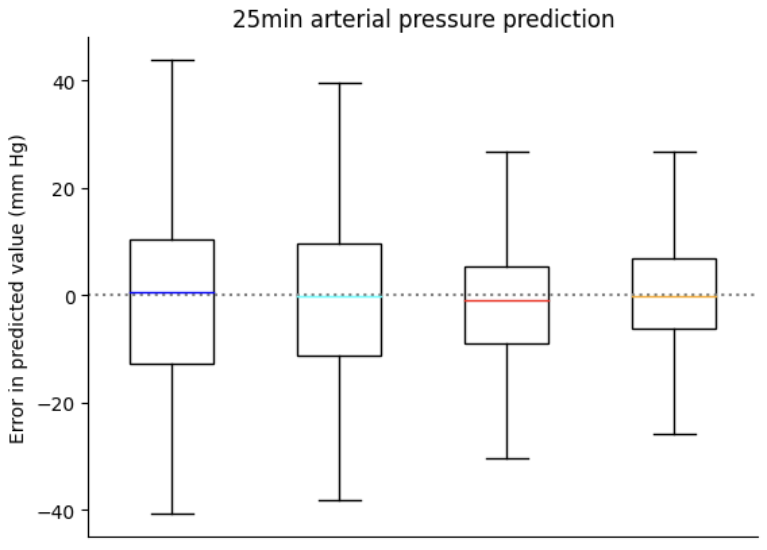 25min arterial pressure prediction
Error in predicted value (mm Hg)
40
20
0
−20
−40